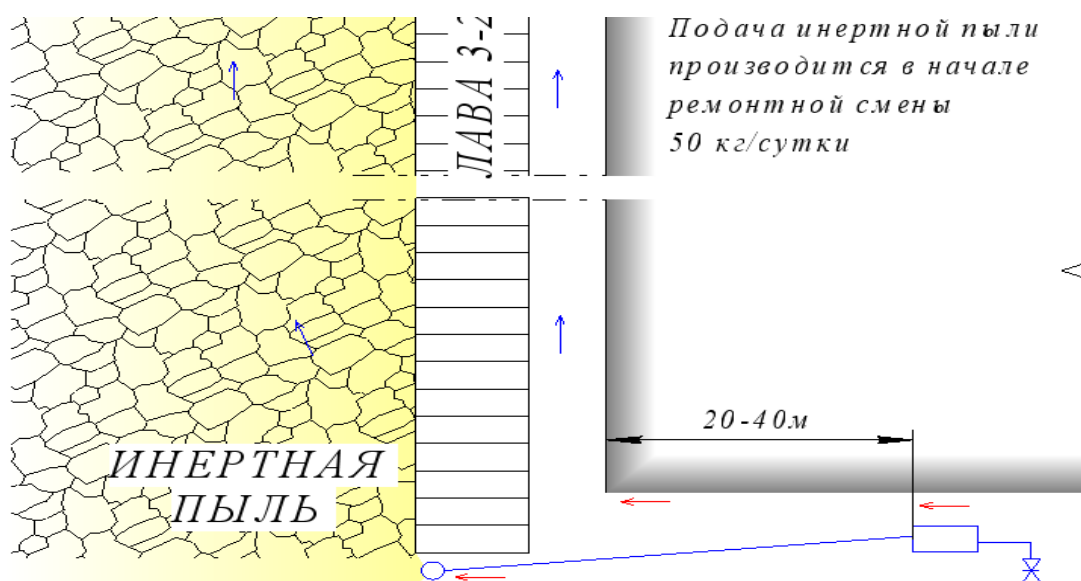 Подача инертной пыли
производится в начале
ремонтной смены
50 кг/сутки
ЛАВА 3-2
20-40м
ИНЕРТНАЯ
ПЫЛЬ